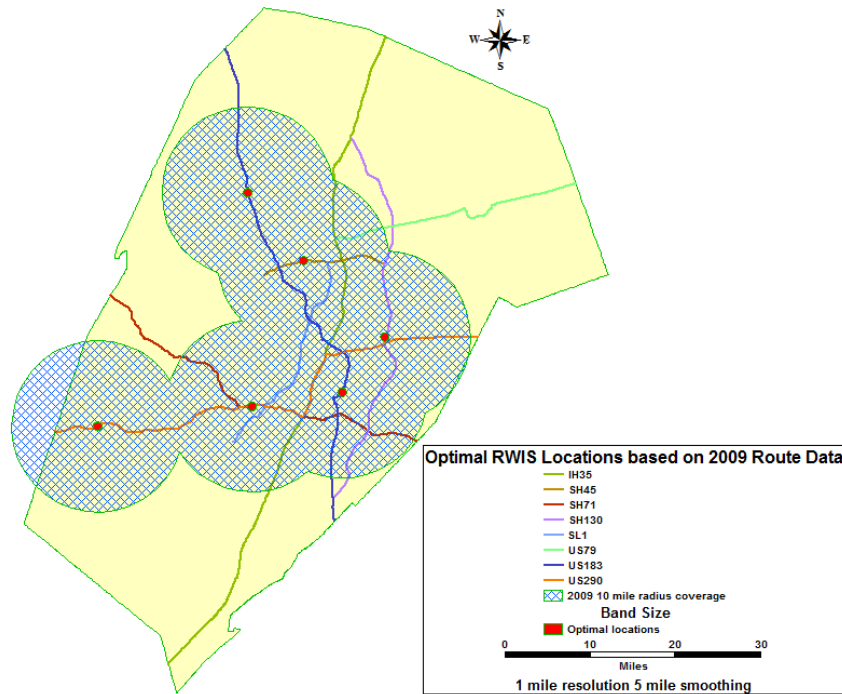 N
W E
S
Optimal RWIS Locations based on 2009 Route Data
IH35
SH45
SH71
SH130
SL1
US79
US183
US290
2009 10 mile radius coverage
Band Size
Optimal locations
0 10 20 30
Miles
1 mile resolution 5 mile smoothing